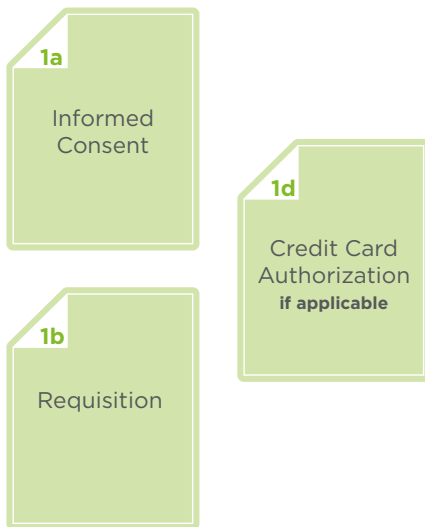 1a
Informed
Consent
1b
Requisition
1d
Credit Card
Authorization
if applicable